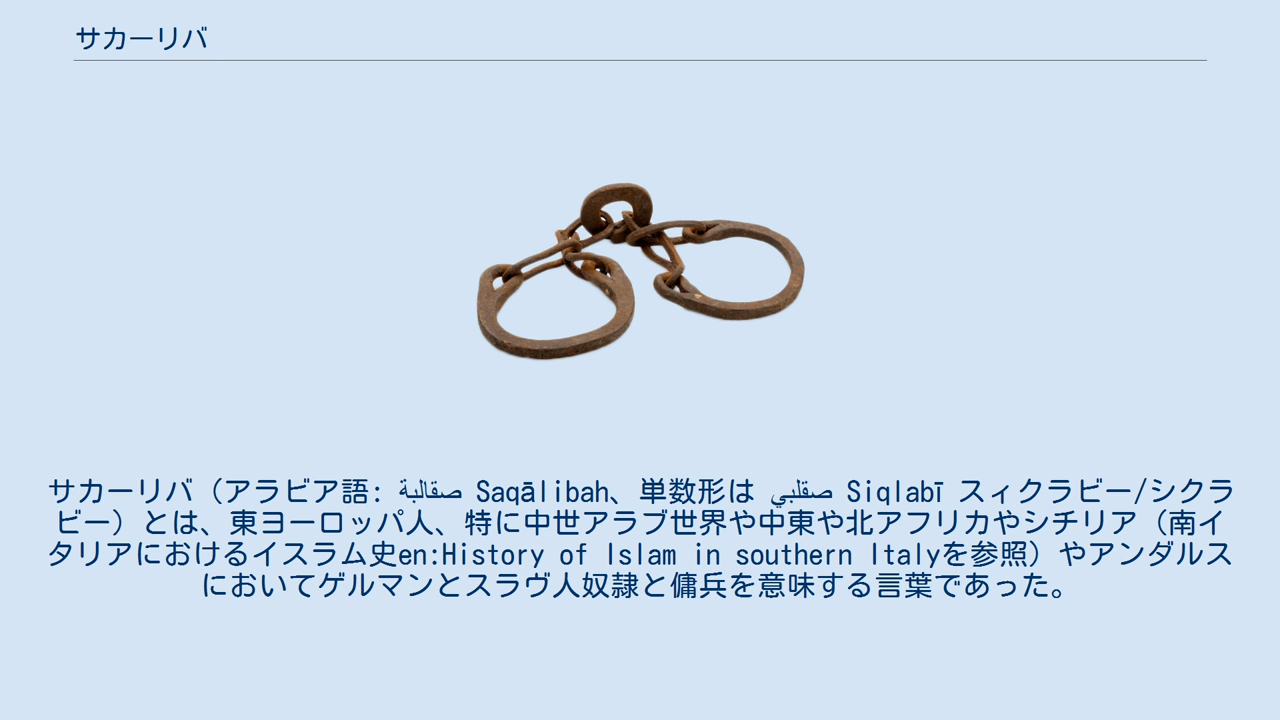 サカーリバ
サカーリバ（アラビア語: صقالبة Saqālibah、単数形は صقلبي Siqlabī スィクラビー/シクラ
ビー）とは、東ヨーロッパ人、特に中世アラブ世界や中東や北アフリカやシチリア（南イ
タリアにおけるイスラム史en:History of Islam in southern Italyを参照）やアンダルス
においてゲルマンとスラヴ人奴隷と傭兵を意味する言葉であった。